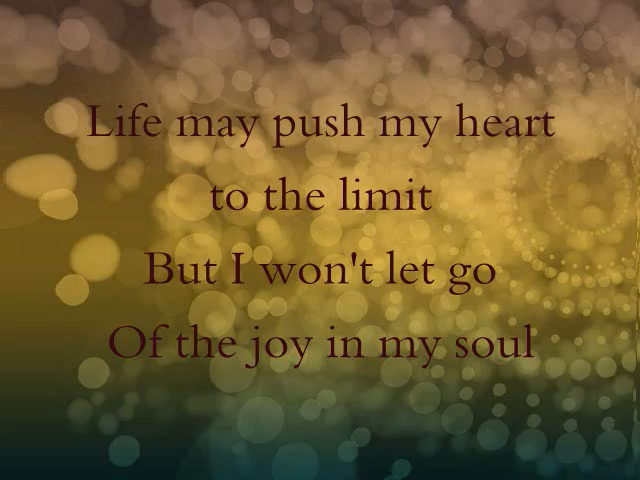 Life may push my heart
to the limit
But I won't let go
Of the joy in my soul